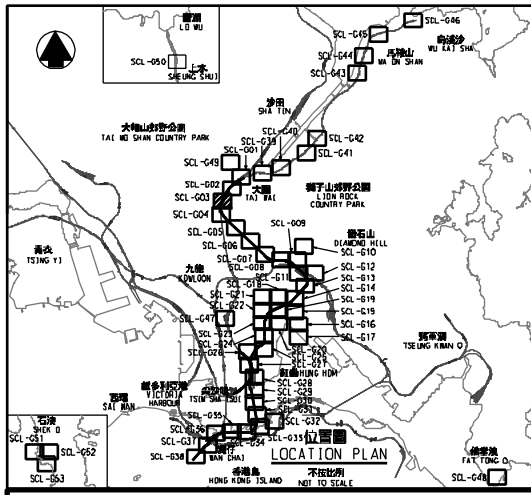 羅湖
LO WU
SCL-G50
上水
SHEUNG SHUI
SCL-G46
SCL-G45
烏溪沙
WU KAI SHA
SCL-G44
馬鞍山
MA ON SHAN
SCL-G43
沙田
SHA TIN
大帽山郊野公園
TAI MO SHAN COUNTRY PARK
SCL-G40
SCL-G39
SCL-G42
SCL-G41
SCL-G01
SCL-G49
SCL-G02
大圍
TAI WAI
獅子山郊野公園
LION ROCK
COUNTRY PARK
SCL-G03
SCL-G04
SCL-G05
SCL-G06
SCL-G07
SCL-G08
SCL-G09
鑽石山
DIAMOND HILL
SCL-G10
SCL-G11
SCL-G12
SCL-G13
SCL-G14
青衣
TSING YI
九龍
KOWLOON
SCL-G18
SCL-G21
SCL-G22
SCL-G19
SCL-G15
SCL-G16
SCL-G17
SCL-G47
SCL-G23
SCL-G24
SCL-G26
SCL-G20
SCL-G27
將軍澳
TSEUNG KWAN O
紅磡 HUNG HOM
SCL-G28
SCL-G29
SCL-G30
SCL-G31
SCL-G32
維多利亞港
VICTORIA
HARBOUR
TSIM SHA TSUI
西環
SAI WAN
SCL-G35
SCL-G36
SCL-G37
SCL-G34
SCL-G33
SCL-G38
灣仔
WAN CHAI
香港島
HONG KONG ISLAND
石澳
SHEK O
SCL-G51
SCL-G52
SCL-G53
位置圖
LOCATION PLAN
不按比例
NOT TO SCALE
佛堂澳
FAT TONG O
SCL-G48